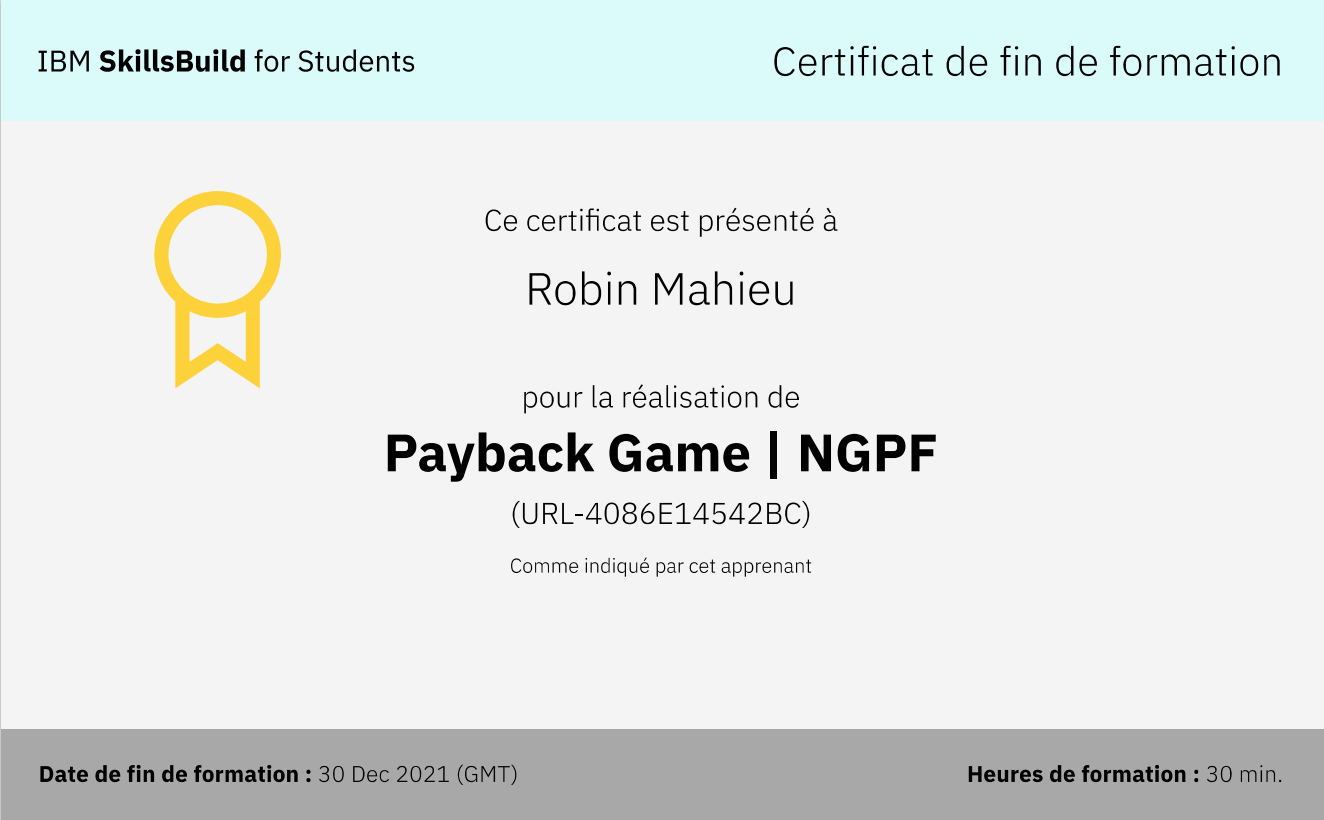 IBM SkillsBuild for Students
Certificat de fin de formation
Ce certificat est présenté à
Robin Mahieu
pour la réalisation de
Payback Game | NGPF
(URL-4086E14542BC)
Comme indiqué par cet apprenant
Date de fin de formation : 30 Dec 2021 (GMT)
Heures de formation : 30 min.